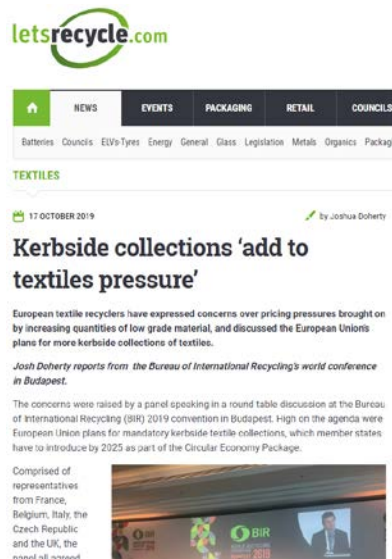 letsrecycle.com
NEWS EVENTS PACKAGING RETAIL COUNCILS
Batteries Councils ELVs-Tyres Energy General Glass Legislation Metals Organics Packag
TEXTILES
17 OCTOBER 2019 by Joshua Doherty
Kerbside collections ‘add to
textiles pressure’
European textile recyclers have expressed concerns over pricing pressures brought on
by increasing quantities of low grade material, and discussed the European Union's
plans for more kerbside collections of textiles.
Josh Doherty reports from the Bureau of International Recycling's world conference
in Budapest.
The concerns were raised by a panel speaking in a round table discussion at the Bureau
of International Recycling (BIR) 2019 convention in Budapest. High on the agenda were
European Union plans for mandatory kerbside textile collections, which member states
have to introduce by 2025 as part of the Circular Economy Package.
Comprised of
representatives
from France,
Belgium, Italy, the
Czech Republic
and the UK, the
panel all agreed
BIR